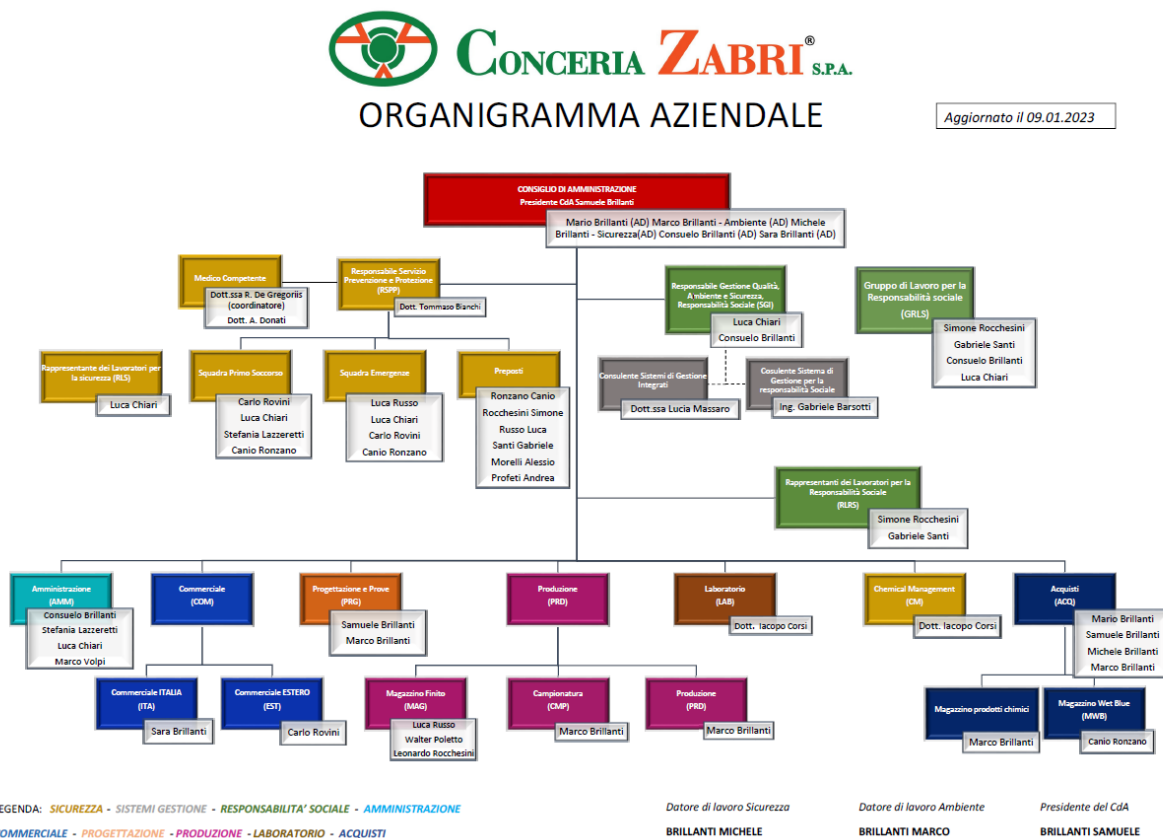 CONCERIA ZABRI® S.P.A.
ORGANIGRAMMA AZIENDALE
Aggiornato il 09.01.2023
CONSIGLIO DI AMMINISTRAZIONE
Presidente CdA Samuele Brillanti
Mario Brillanti (AD) Marco Brillanti - Ambiente (AD) Michele
Brillanti - Sicurezza(AD) Consuelo Brillanti (AD) Sara Brillanti (AD)
Medico Competente
Dott.ssa R. De Gregoriis
(coordinatore)
Dott. A. Donati
Responsabile Servizio
Prevenzione e Protezione
(RSPP)
Dott. Tommaso Bianchi
Responsabile Gestione Qualità,
Ambiente e Sicurezza,
Responsabilità Sociale (SGI)
Luca Chiari
Consuelo Brillanti
Gruppo di Lavoro per la
Responsabilità sociale
(GRLS)
Simone Rocchesini
Gabriele Santi
Consuelo Brillanti
Luca Chiari
Rappresentante dei Lavoratori per
la sicurezza (RLS)
Luca Chiari
Squadra Primo Soccorso
Carlo Rovini
Luca Chiari
Stefania Lazzeretti
Canio Ronzano
Squadra Emergenze
Luca Russo
Luca Chiari
Carlo Rovini
Canio Ronzano
Preposti
Ronzano Canio
Rocchesini Simone
Russo Luca
Santi Gabriele
Morelli Alessio
Profeti Andrea
Consulente Sistemi di Gestione
Integrati
Dott.ssa Lucia Massaro
Cosulente Sistema di
Gestione per la
responsabilità Sociale
Ing. Gabriele Barsotti
Rappresentanti dei Lavoratori per la
Responsabilità Sociale
(RLRS)
Simone Rocchesini
Gabriele Santi
Amministrazione
(AMM)
Consuelo Brillanti
Stefania Lazzeretti
Luca Chiari
Marco Volpi
Commerciale
(COM)
Progettazione e Prove
(PRG)
Samuele Brillanti
Marco Brillanti
Produzione
(PRD)
Laboratorio
(LAB)
Dott. Iacopo Corsi
Chemical Management
(CM)
Dott. Iacopo Corsi
Acquisti
(ACQ)
Mario Brillanti
Samuele Brillanti
Michele Brillanti
Marco Brillanti
Commerciale ITALIA
(ITA)
Sara Brillanti
Commerciale ESTERO
(EST)
Carlo Rovini
Magazzino Finito
(MAG)
Luca Russo
Walter Poletto
Leonardo Rocchesini
Campionatura
(CMP)
Marco Brillanti
Produzione
(PRD)
Marco Brillanti
Magazzino prodotti chimici
Marco Brillanti
Magazzino Wet Blue
(MWB)
Canio Ronzano
EGENDA: SICUREZZA - SISTEMI GESTIONE - RESPONSABILITA' SOCIALE - AMMINISTRAZIONE
OMMERCIALE - PROGETTAZIONE - PRODUZIONE - LABORATORIO - ACQUISTI
Datore di lavoro Sicurezza
BRILLANTI MICHELE
Datore di lavoro Ambiente
BRILLANTI MARCO
Presidente del CdA
BRILLANTI SAMUELE